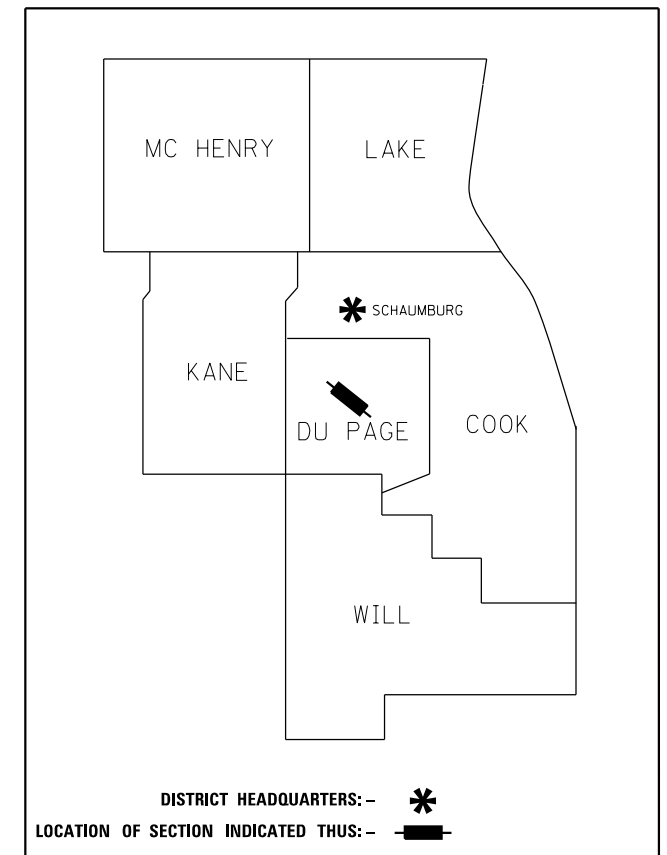 MC HENRY
LAKE
SCHAUMBURG
KANE
DU PAGE
COOK
WILL
DISTRICT HEADQUARTERS: -
LOCATION OF SECTION INDICATED THUS: -